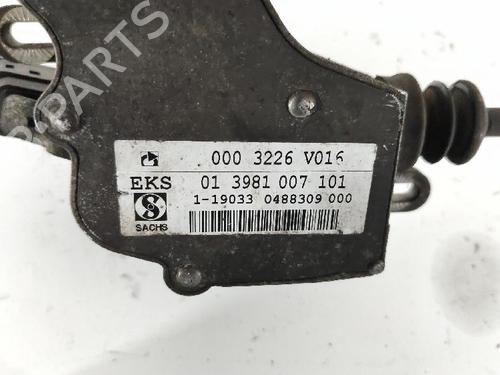 B-PARTS
000 3226 V016
EKS 01 3981 007 101
1-19033 0488309 000
SACHS